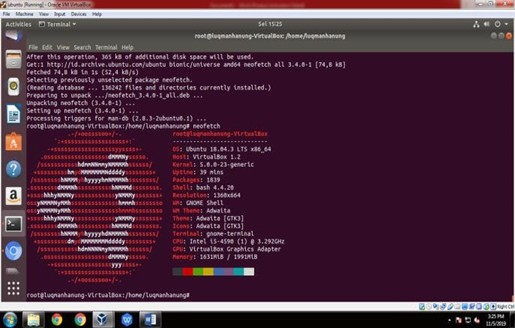 ubuntu [Running] - Oracle VM VirtualBox
File Machine View Input Devices Help
Activities Terminal Sel 15:25
root@luqmanhanung-VirtualBox: /home/luqmanhanung
File Edit View Search Terminal Help
After this operation, 365 kB of additional disk space will be used.
Get:1 http://id.archive.ubuntu.com/ubuntu bionic/universe amd64 neofetch all 3.4.0-1 [74,8 kB]
Fetched 74,8 kB in 1s (52,4 kB/s)
Selecting previously unselected package neofetch.
(Reading database ... 136242 files and directories currently installed.)
Preparing to unpack .../neofetch_3.4.0-1_all.deb ...
Unpacking neofetch (3.4.0-1) ...
Setting up neofetch (3.4.0-1) ...
Processing triggers for man-db (2.8.3-2ubuntu0.1) ...
root@luqmanhanung-VirtualBox:/home/luqmanhanung# neofetch
root@luqmanhanung-VirtualBox
OS: Ubuntu 18.04.3 LTS x86_64
Host: VirtualBox 1.2
Kernel: 5.0.0-23-generic
Uptime: 39 mins
Packages: 1839
Shell: bash 4.4.20
Resolution: 1360x664
WM: GNOME Shell
WM Theme: Adwaita
Theme: Adwaita [GTK3]
Icons: Adwaita [GTK3]
Terminal: gnome-terminal
CPU: Intel i5-4590 (1) @ 3.292GHz
GPU: VirtualBox Graphics Adapter
Memory: 1631MiB / 1991MiB
root@luqmanhanung-VirtualBox:/home/luqmanhanung#
Right Ctrl
3:25 PM
11/5/2019